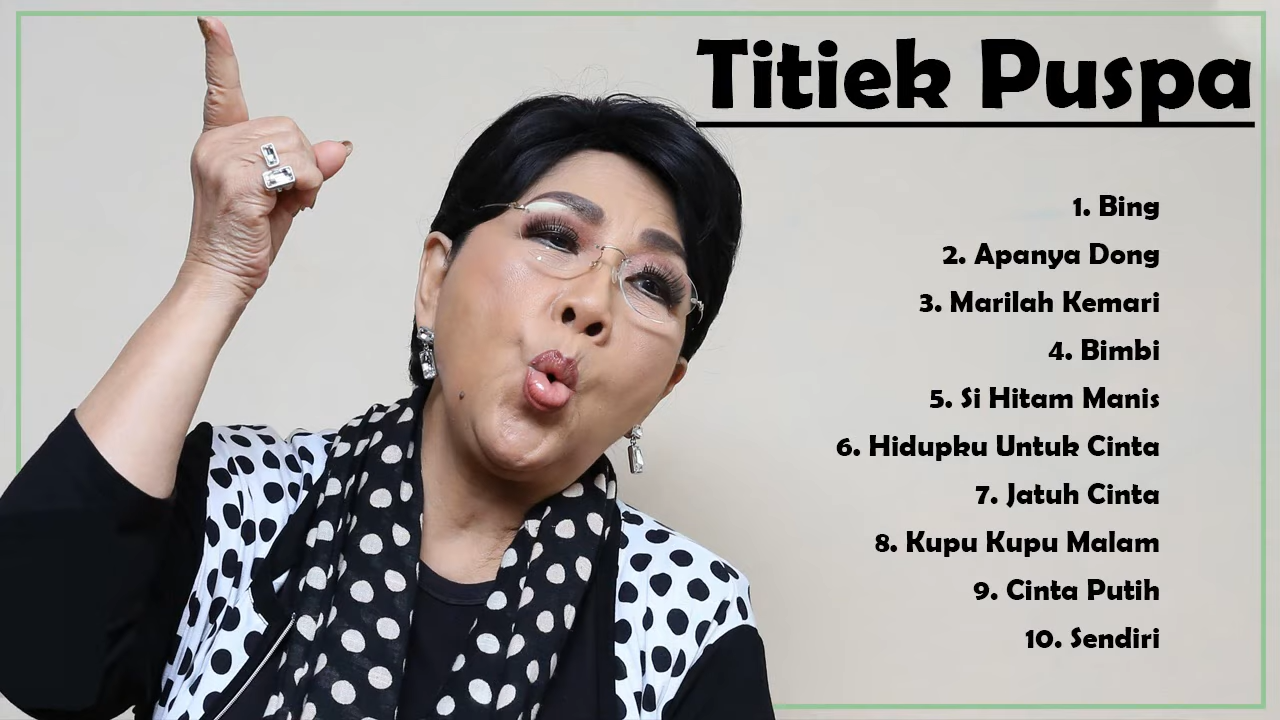 Titiek Puspa
1. Bing
2. Apanya Dong
3. Marilah Kemari
4. Bimbi
5. Si Hitam Manis
6. Hidupku Untuk Cinta
7. Jatuh Cinta
8. Kupu Kupu Malam
9. Cinta Putih
10. Sendiri